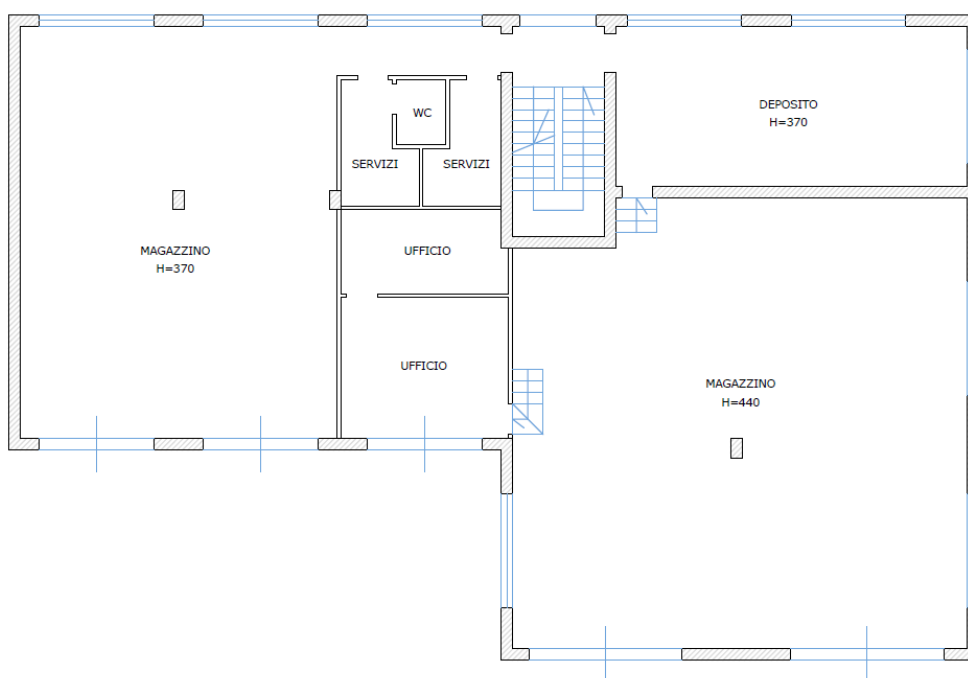 DEPOSITO
H=370
WC
SERVIZI
SERVIZI
MAGAZZINO
H=370
UFFICIO
UFFICIO
MAGAZZINO
H=440